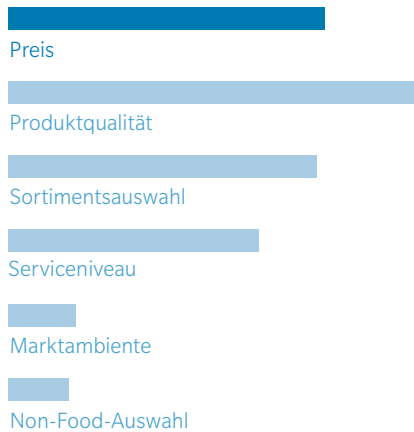 Preis
Produktqualität
Sortimentsauswahl
Serviceniveau
Marktambiente
Non-Food-Auswahl